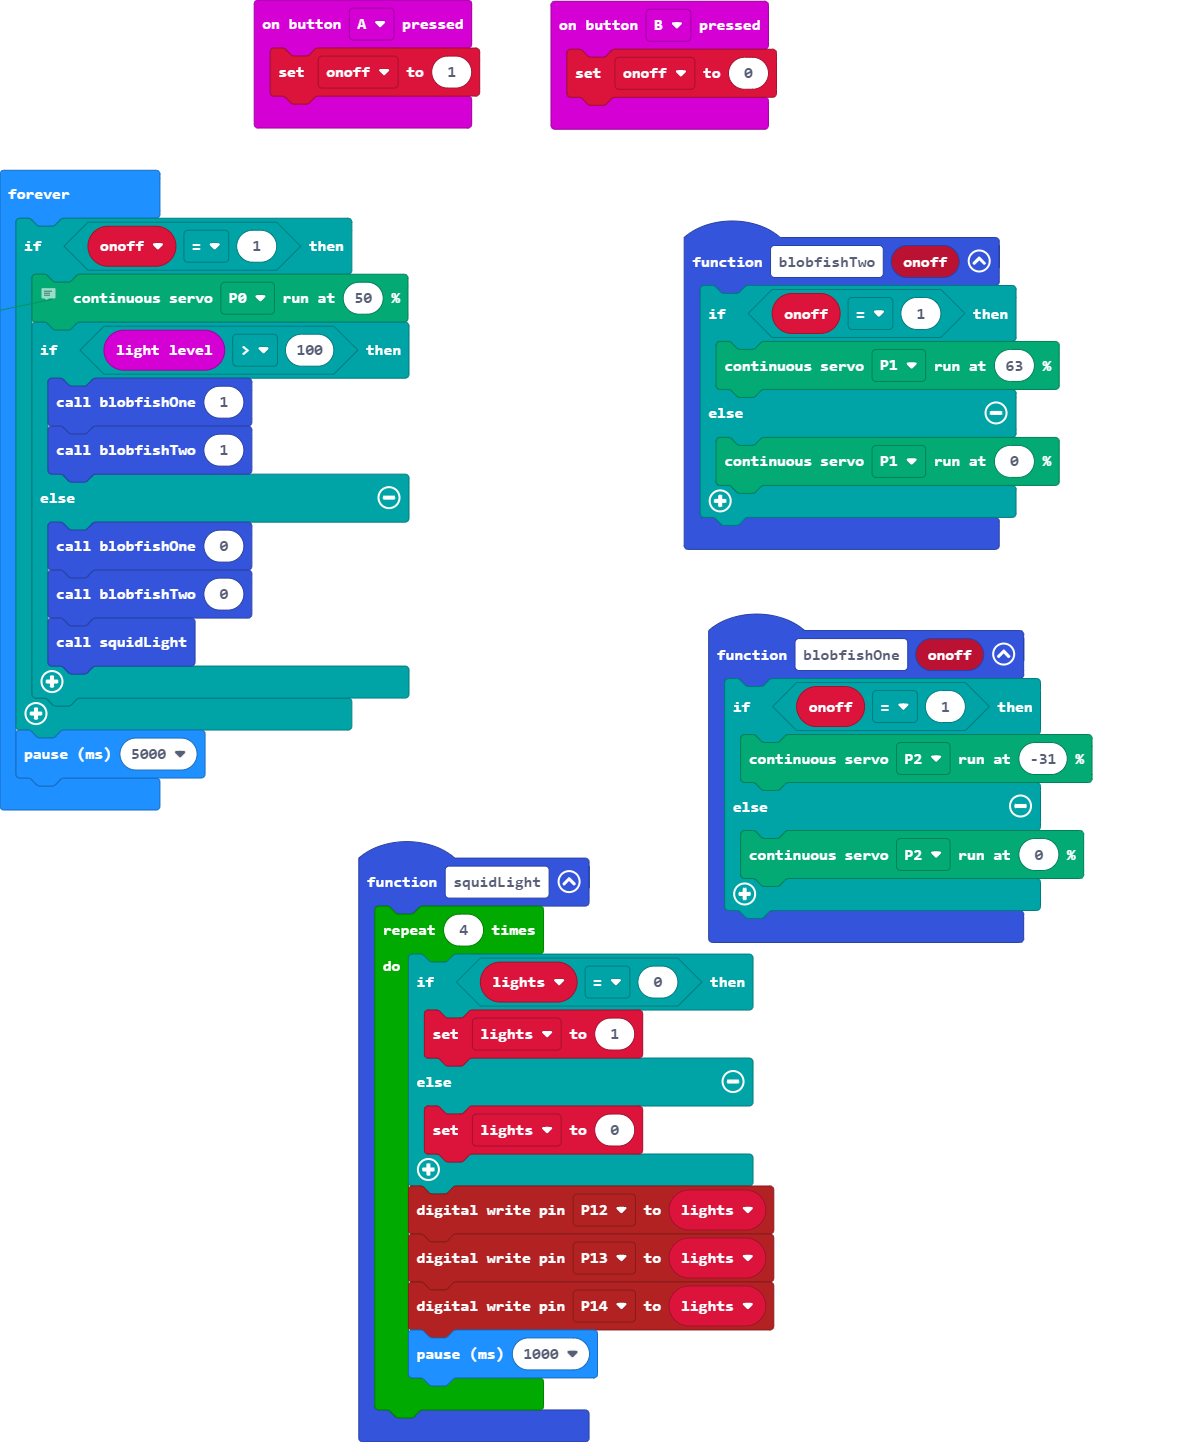 on button A pressed
set onoff to 1
on button B pressed
set onoff to 0
forever
if onoff = 1 then
continuous servo P0 run at 50 %
if light level > 100 then
call blobfishOne 1
call blobfishTwo 1
else
call blobfishOne 0
call blobfishTwo 0
call squidLight
pause (ms) 5000
function blobfishTwo onoff
if onoff = 1 then
continuous servo P1 run at 63 %
else
continuous servo P1 run at 0 %
function blobfishOne onoff
if onoff = 1 then
continuous servo P2 run at -31 %
else
continuous servo P2 run at 0 %
function squidLight
repeat 4 times
do
if lights = 0 then
set lights to 1
else
set lights to 0
digital write pin P12 to lights
digital write pin P13 to lights
digital write pin P14 to lights
pause (ms) 1000